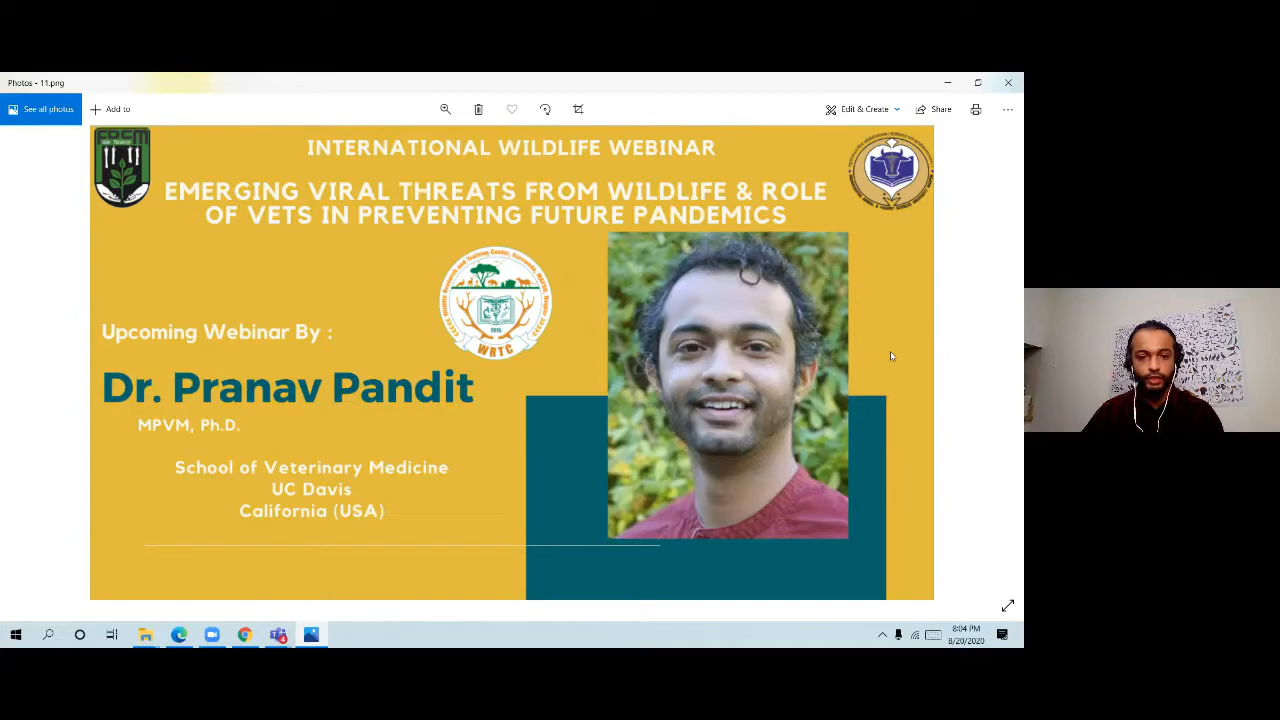 Photos - 11.png
See all photos
Add to
Edit & Create
Share
FDCM
INTERNATIONAL WILDLIFE WEBINAR
EMERGING VIRAL THREATS FROM WILDLIFE & ROLE
OF VETS IN PREVENTING FUTURE PANDEMICS
WRTC
Upcoming Webinar By :
Dr. Pranav Pandit
MPVM, Ph.D.
School of Veterinary Medicine
UC Davis
California (USA)
4
8:04 PM
8/20/2020